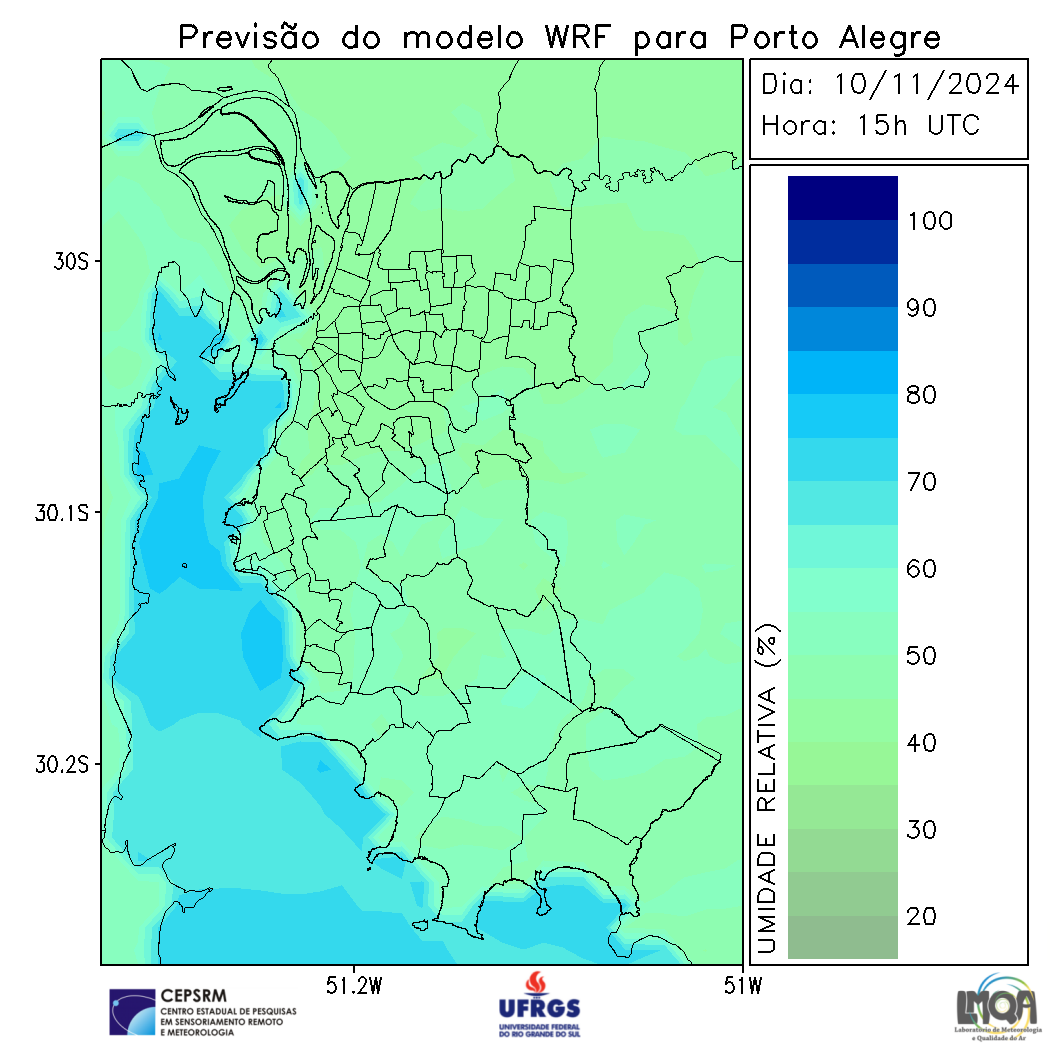 Previsão do modelo WRF para Porto Alegre
Dia: 10/11/2024
Hora: 15h UTC
30S
30.1S
30.2S
51.2W
51W
100
90
80
70
60
50
40
30
20
UMIDADE RELATIVA (%)
CEPSRM
CENTRO ESTADUAL DE PESQUISAS
EM SENSORIAMENTO REMOTO
E METEOROLOGIA
UFRGS
UNIVERSIDADE FEDERAL
DO RIO GRANDE DO SUL
LMQA
Laboratório de Meteorologia
e Qualidade do Ar